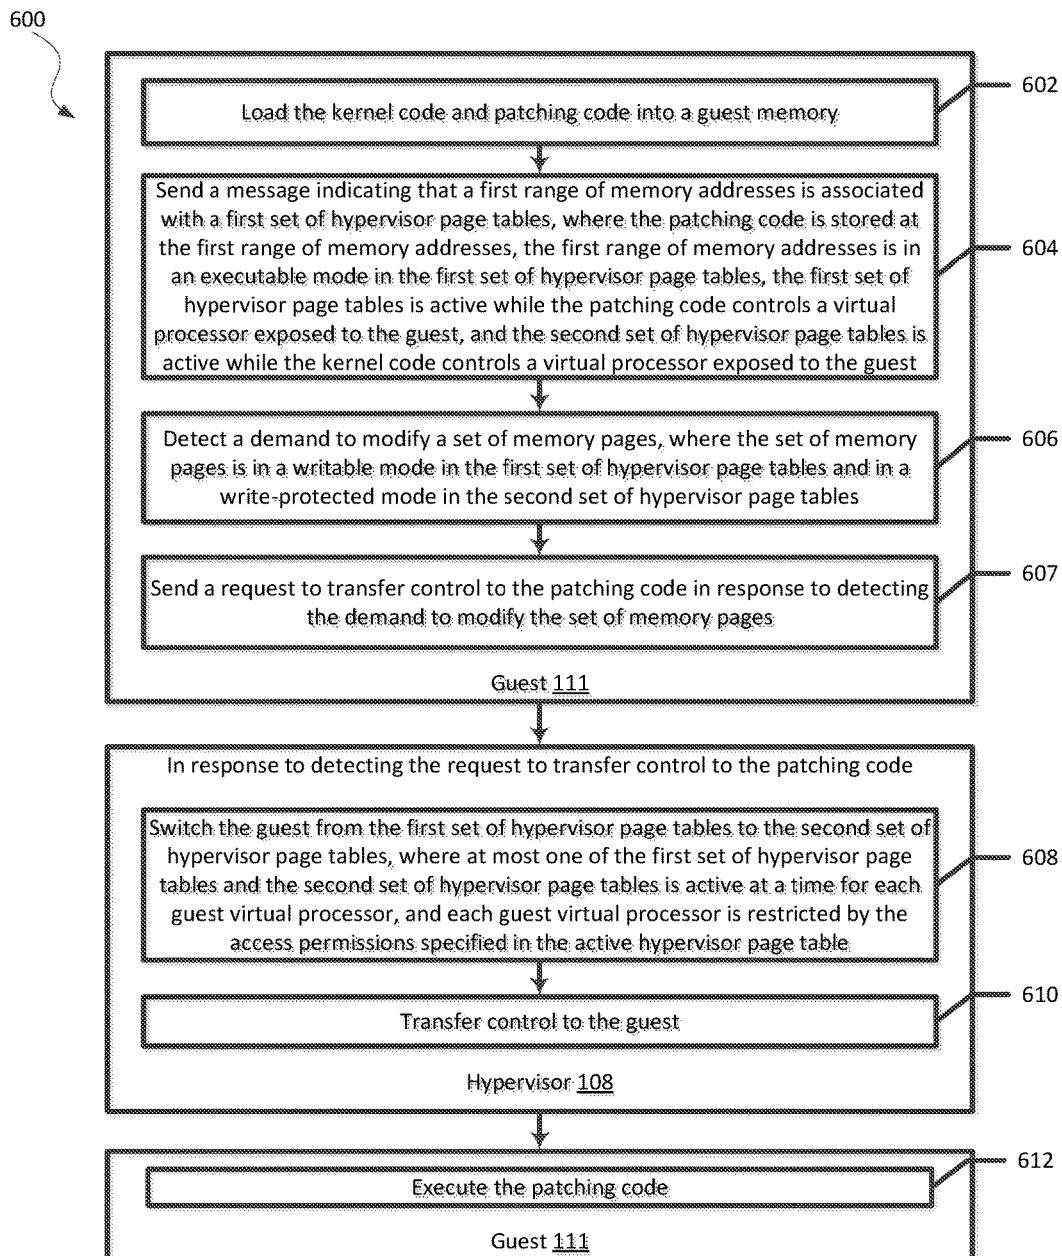 600
Load the kernel code and patching code into a guest memory
602
Send a message indicating that a first range of memory addresses is associated
with a first set of hypervisor page tables, where the patching code is stored at
the first range of memory addresses, the first range of memory addresses is in
an executable mode in the first set of hypervisor page tables, the first set of
hypervisor page tables is active while the patching code controls a virtual
processor exposed to the guest, and the second set of hypervisor page tables is
active while the kernel code controls a virtual processor exposed to the guest
604
Detect a demand to modify a set of memory pages, where the set of memory
pages is in a writable mode in the first set of hypervisor page tables and in a
write-protected mode in the second set of hypervisor page tables
606
Send a request to transfer control to the patching code in response to detecting
the demand to modify the set of memory pages
607
Guest 111
In response to detecting the request to transfer control to the patching code
Switch the guest from the first set of hypervisor page tables to the second set of
hypervisor page tables, where at most one of the first set of hypervisor page
tables and the second set of hypervisor page tables is active at a time for each
guest virtual processor, and each guest virtual processor is restricted by the
access permissions specified in the active hypervisor page table
608
Transfer control to the guest
610
Hypervisor 108
Execute the patching code
612
Guest 111